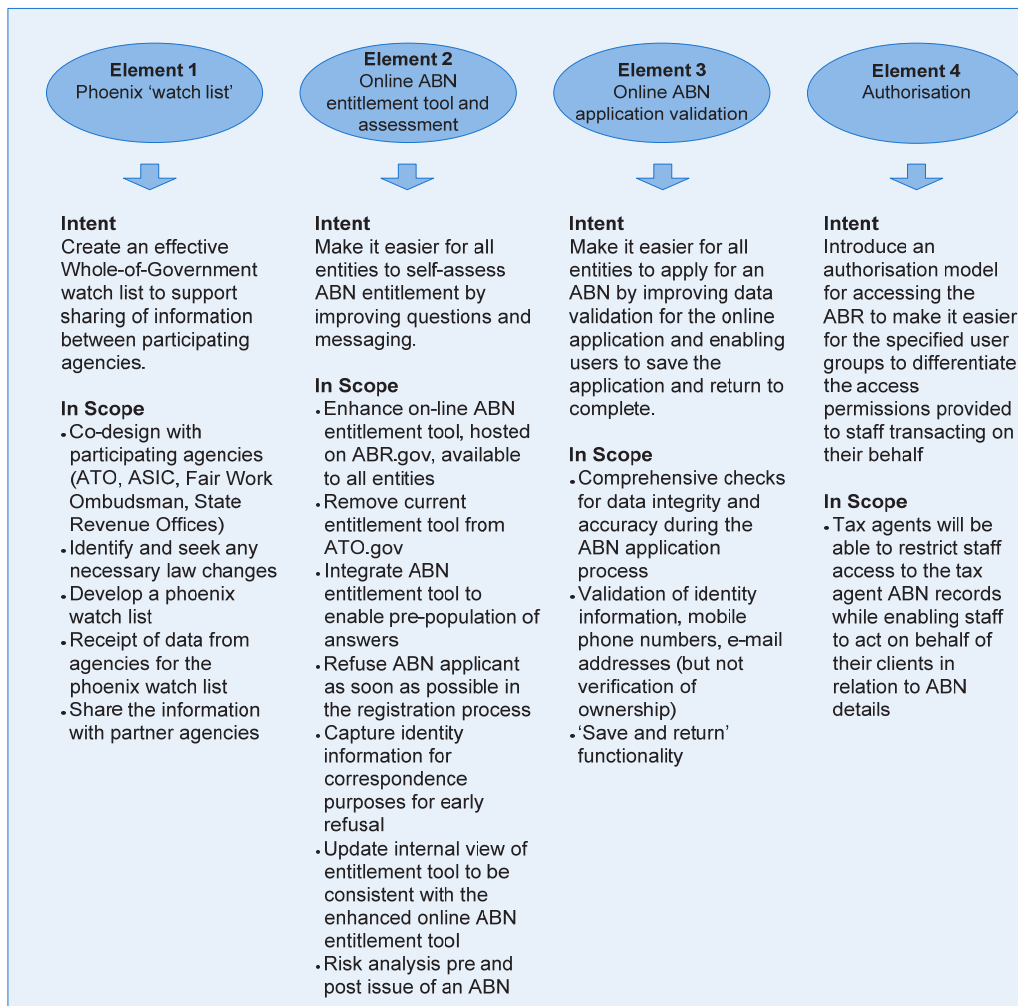 Element 1
Phoenix ‘watch list’
Intent
Create an effective
Whole-of-Government
watch list to support
sharing of information
between participating
agencies.
In Scope
• Co-design with
participating agencies
(ATO, ASIC, Fair Work
Ombudsman, State
Revenue Offices)
• Identify and seek any
necessary law changes
• Develop a phoenix
watch list
• Receipt of data from
agencies for the
phoenix watch list
• Share the information
with partner agencies
Element 2
Online ABN
entitlement tool and
assessment
Intent
Make it easier for all
entities to self-assess
ABN entitlement by
improving questions and
messaging.
In Scope
• Enhance on-line ABN
entitlement tool, hosted
on ABR.gov, available
to all entities
• Remove current
entitlement tool from
ATO.gov
• Integrate ABN
entitlement tool to
enable pre-population of
answers
• Refuse ABN applicant
as soon as possible in
the registration process
• Capture identity
information for
correspondence
purposes for early
refusal
• Update internal view of
entitlement tool to be
consistent with the
enhanced online ABN
entitlement tool
• Risk analysis pre and
post issue of an ABN
Element 3
Online ABN
application validation
Intent
Make it easier for all
entities to apply for an
ABN by improving data
validation for the online
application and enabling
users to save the
application and return to
complete.
In Scope
• Comprehensive checks
for data integrity and
accuracy during the
ABN application
process
• Validation of identity
information, mobile
phone numbers, e-mail
addresses (but not
verification of
ownership)
• ‘Save and return’
functionality
Element 4
Authorisation
Intent
Introduce an
authorisation model
for accessing the
ABR to make it easier
for the specified user
groups to differentiate
the access
permissions provided
to staff transacting on
their behalf
In Scope
• Tax agents will be
able to restrict staff
access to the tax
agent ABN records
while enabling staff
to act on behalf of
their clients in
relation to ABN
details